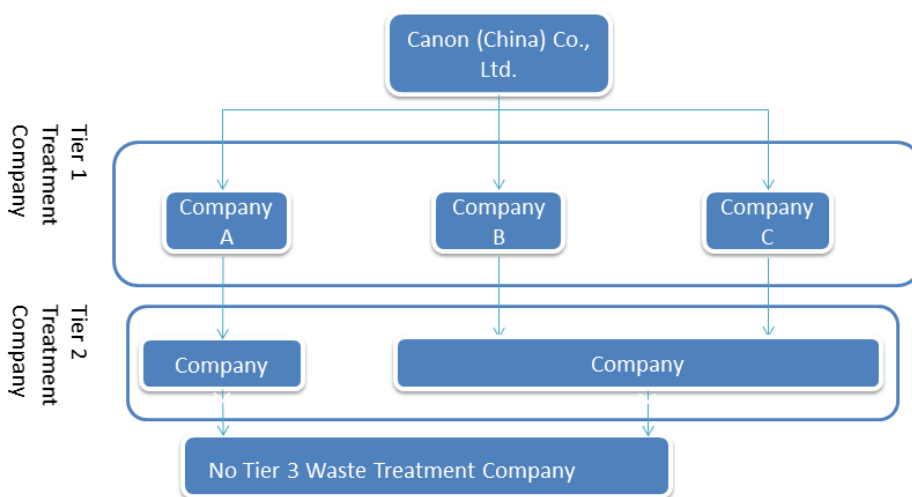 Canon (China) Co.,
Ltd.
Tier 1
Treatment
Company
Company
A
Company
B
Company
C
Tier 2
Treatment
Company
Company
Company
No Tier 3 Waste Treatment Company